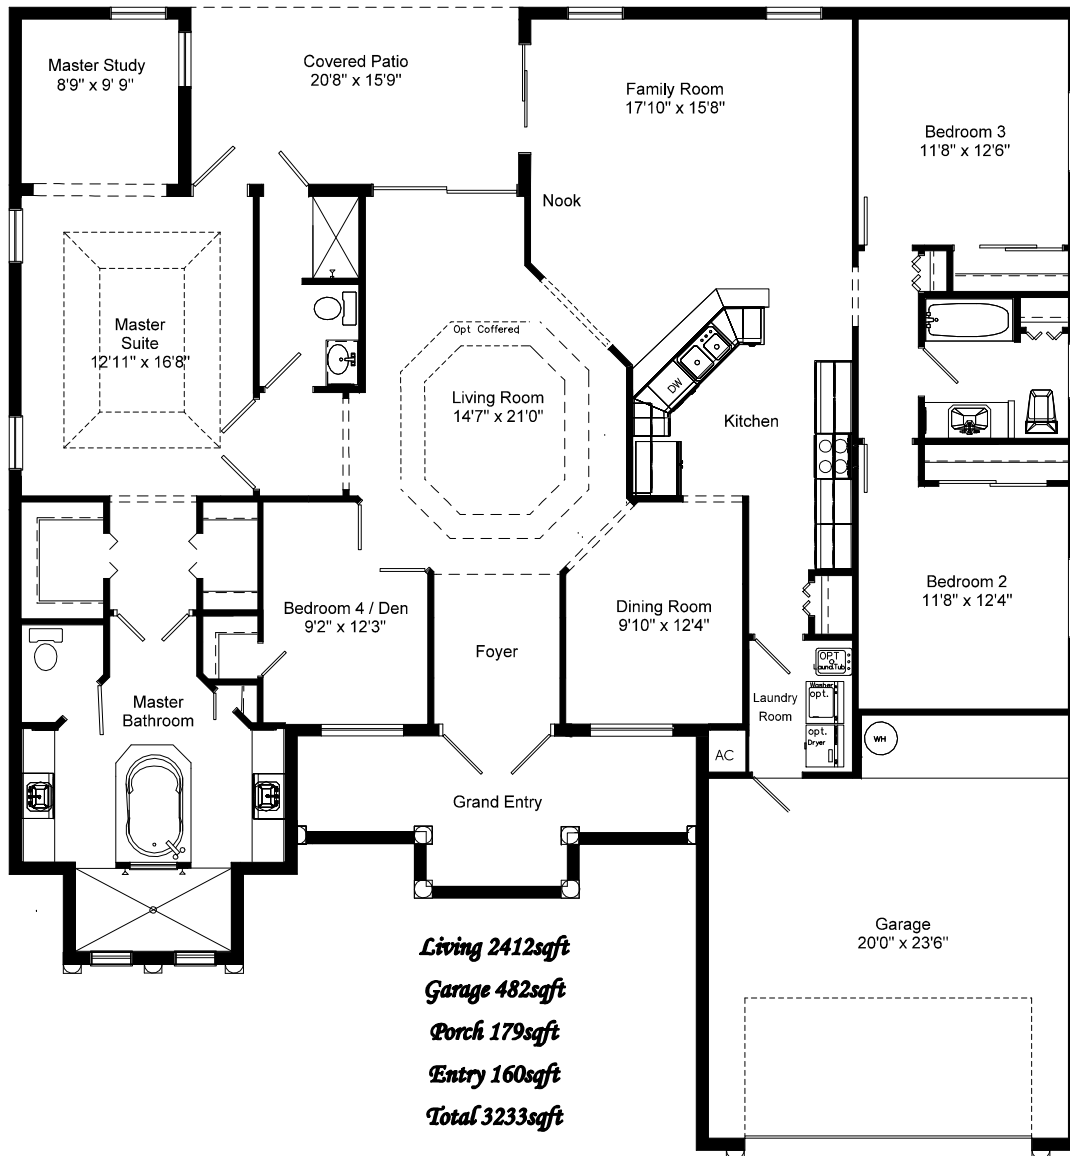 Master Study
8'9" x 9' 9"
Covered Patio
20'8" x 15'9"
Family Room
17'10" x 15'8"
Bedroom 3
11'8" x 12'6"
Nook
Master
Suite
12'11" x 16'8"
Opt Coffered
Living Room
14'7" x 21'0"
DW
Kitchen
Bedroom 4 / Den
9'2" x 12'3"
Foyer
Dining Room
9'10" x 12'4"
Bedroom 2
11'8" x 12'4"
Master
Bathroom
Laundry
Room
OPT
Laund.Tub
Washer
opt.
opt.
Dryer
AC
WH
Grand Entry
Garage
20'0" x 23'6"
Living 2412sqft
Garage 482sqft
Porch 179sqft
Entry 160sqft
Total 3233sqft